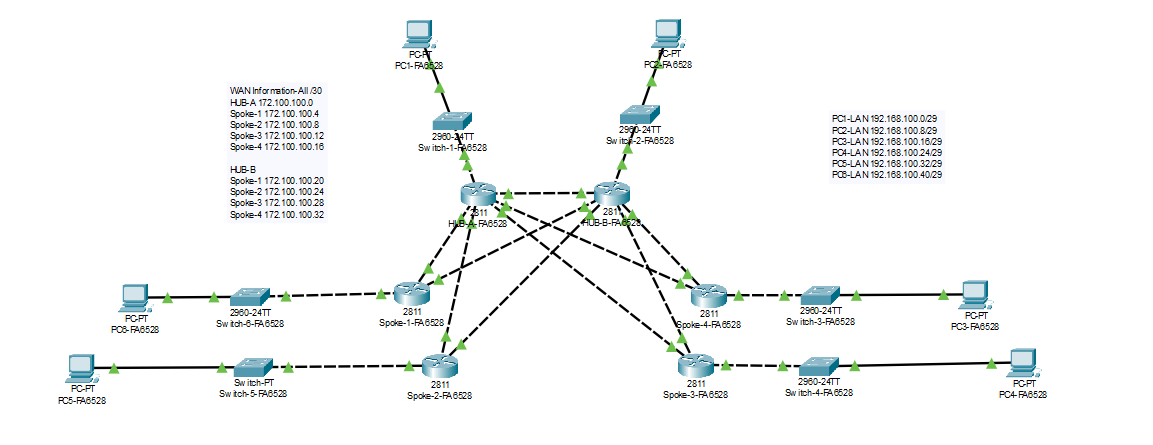 PC-PT
PC1-FA6528
PC-PT
PC2-FA6528
WAN Information-All /30
HUB-A 172.100.100.0
Spoke-1 172.100.100.4
Spoke-2 172.100.100.8
Spoke-3 172.100.100.12
Spoke-4 172.100.100.16
HUB-B
Spoke-1 172.100.100.20
Spoke-2 172.100.100.24
Spoke-3 172.100.100.28
Spoke-4 172.100.100.32
PC1-LAN 192.168.100.0/29
PC2-LAN 192.168.100.8/29
PC3-LAN 192.168.100.16/29
PC4-LAN 192.168.100.24/29
PC5-LAN 192.168.100.32/29
PC6-LAN 192.168.100.40/29
2960-24TT
Switch-1-FA6528
2960-24TT
Switch-2-FA6528
2811
HUB-A-FA6528
2811
HUB-B-FA6528
PC-PT
PC6-FA6528
2960-24TT
Switch-6-FA6528
2811
Spoke-1-FA6528
2811
Spoke-4-FA6528
2960-24TT
Switch-3-FA6528
PC-PT
PC3-FA6528
PC-PT
PC5-FA6528
Switch-PT
Switch-5-FA6528
2811
Spoke-2-FA6528
2811
Spoke-3-FA6528
2960-24TT
Switch-4-FA6528
PC-PT
PC4-FA6528